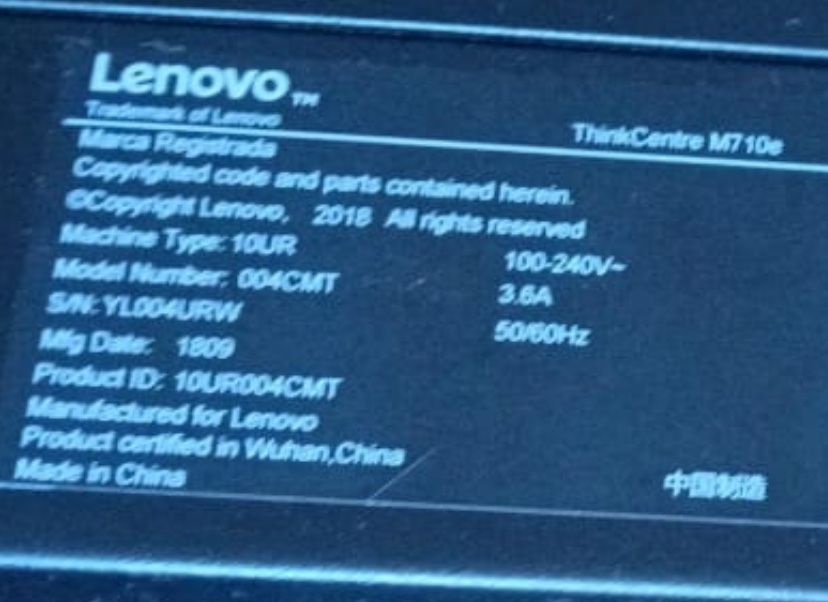 Lenovo™
Trademark of Lenovo
ThinkCentre M710e
Marca Registrada
Copyrighted code and parts contained herein.
©Copyright Lenovo, 2018 All rights reserved
Machine Type: 10UR
100-240V~
Model Number: 004CMT
3.6A
S/N: YL004URW
50/60Hz
Mfg Date: 1809
Product ID: 10UR004CMT
Manufactured for Lenovo
Product certified in Wuhan,China
Made in China
中国制造